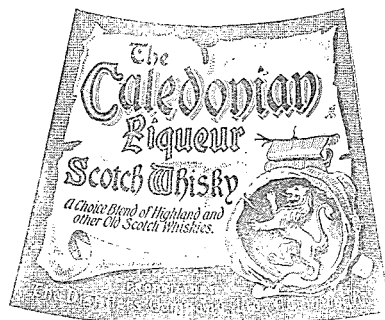 The
Caledonian
Liqueur
Scotch Whisky
A Choice Blend of Highland and
other Old Scotch Whiskies.